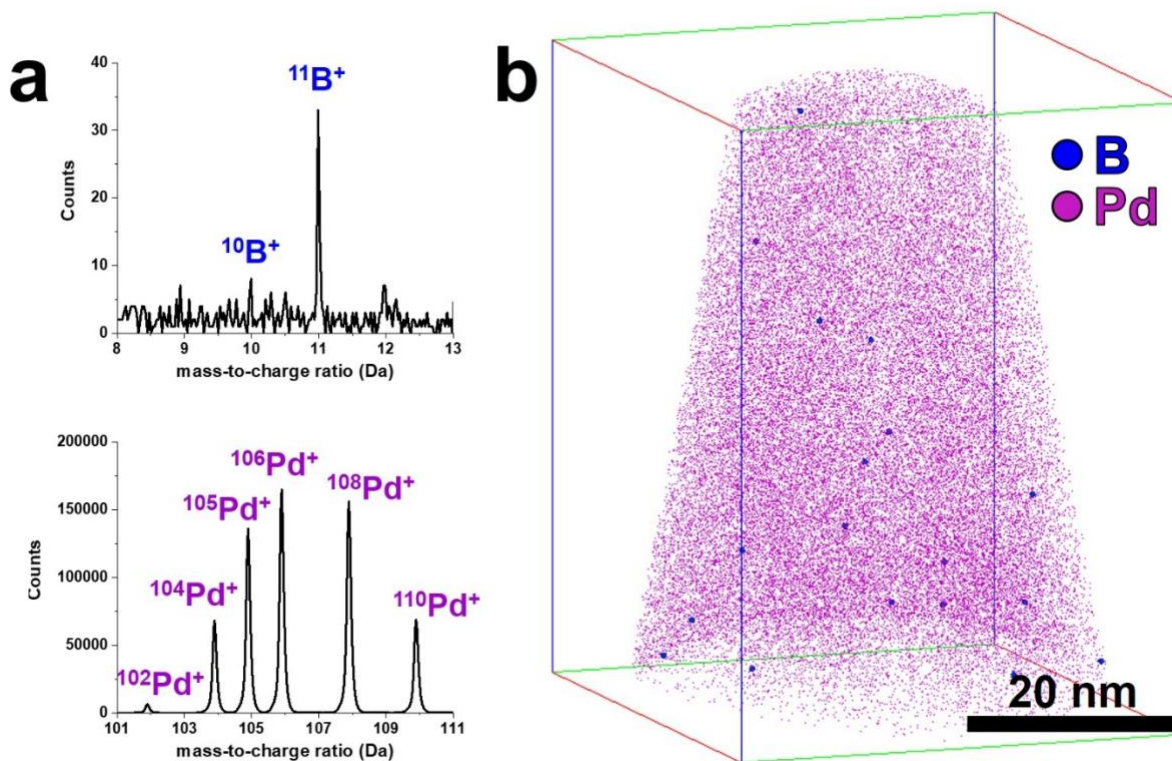 a
40
30
20
10
0
Counts
¹⁰B⁺
¹¹B⁺
8 9 10 11 12 13
mass-to-charge ratio (Da)
200000
150000
100000
50000
0
Counts
¹⁰²Pd⁺
¹⁰⁴Pd⁺
¹⁰⁵Pd⁺
¹⁰⁶Pd⁺
¹⁰⁸Pd⁺
¹¹⁰Pd⁺
101 103 105 107 109 111
mass-to-charge ratio (Da)
b
B
Pd
20 nm